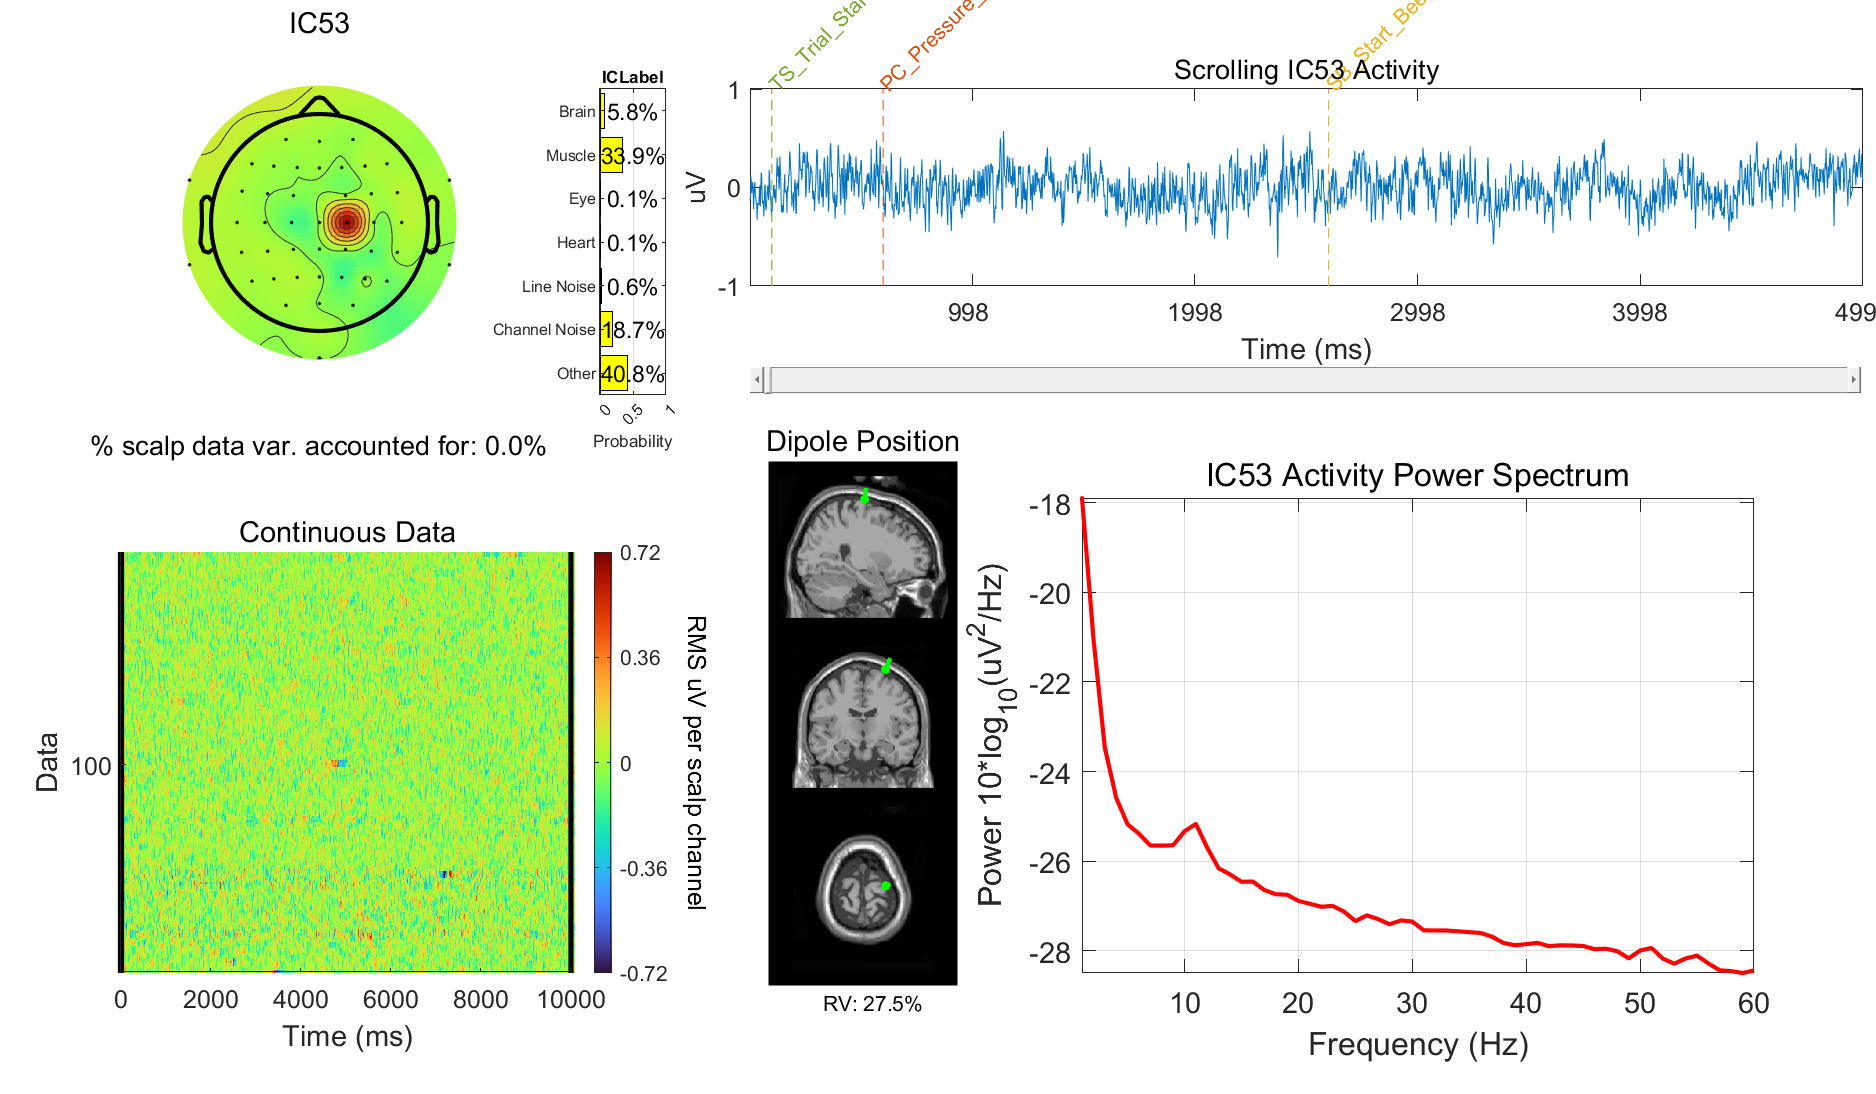 IC53
ICLabel
Brain 5.8%
Muscle 33.9%
Eye 0.1%
Heart 0.1%
Line Noise 0.6%
Channel Noise 18.7%
Other 40.8%
0 0.5 1
Probability
% scalp data var. accounted for: 0.0%
TS_Trial_Star
PC_Pressure_
SB_Start_Bee
Scrolling IC53 Activity
1
0
-1
uV
998 1998 2998 3998 499
Time (ms)
Continuous Data
Data
100
0 2000 4000 6000 8000 10000
Time (ms)
0.72
0.36
0
-0.36
-0.72
RMS uV per scalp channel
Dipole Position
RV: 27.5%
IC53 Activity Power Spectrum
Power 10*log10(uV2/Hz)
-18
-20
-22
-24
-26
-28
10 20 30 40 50 60
Frequency (Hz)